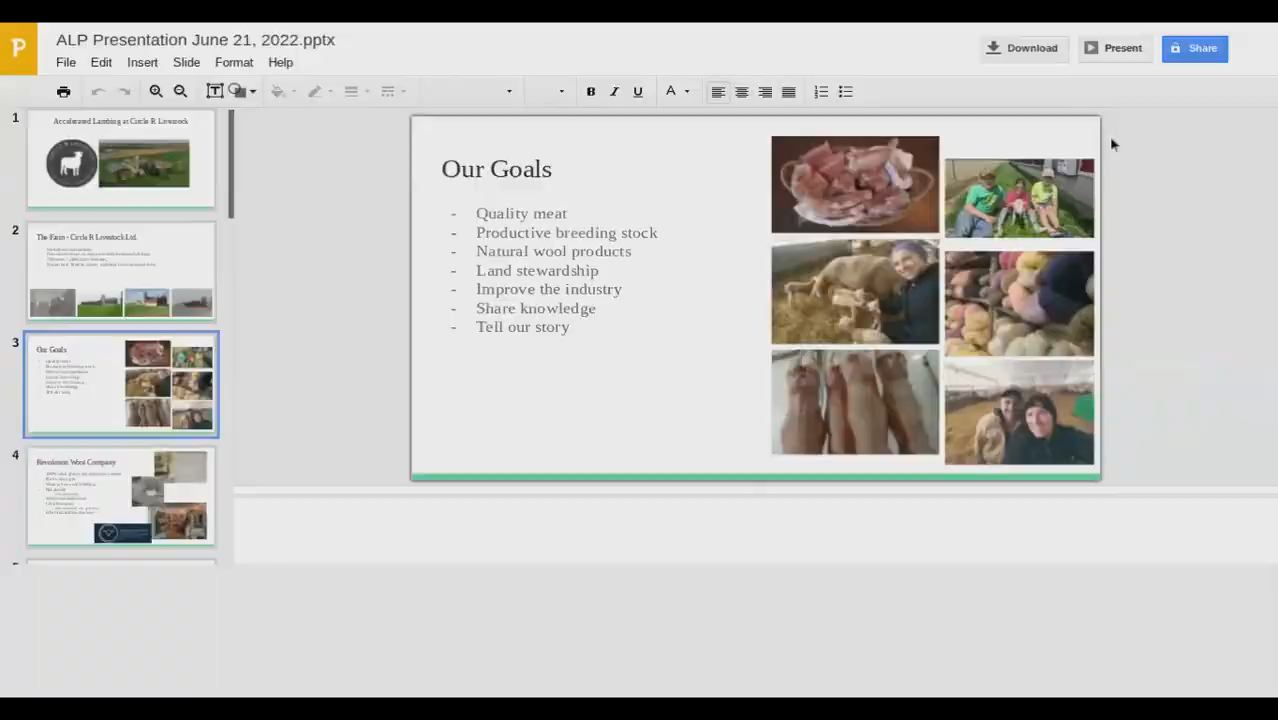 ALP Presentation June 21, 2022.pptx
File Edit Insert Slide Format Help
Download
Present
Share
1
Accelerated Lambing at Circle R Livestock
2
The Farm - Circle R Livestock Ltd.
3
Our Goals
4
Revolution Wool Company
Our Goals
- Quality meat
- Productive breeding stock
- Natural wool products
- Land stewardship
- Improve the industry
- Share knowledge
- Tell our story